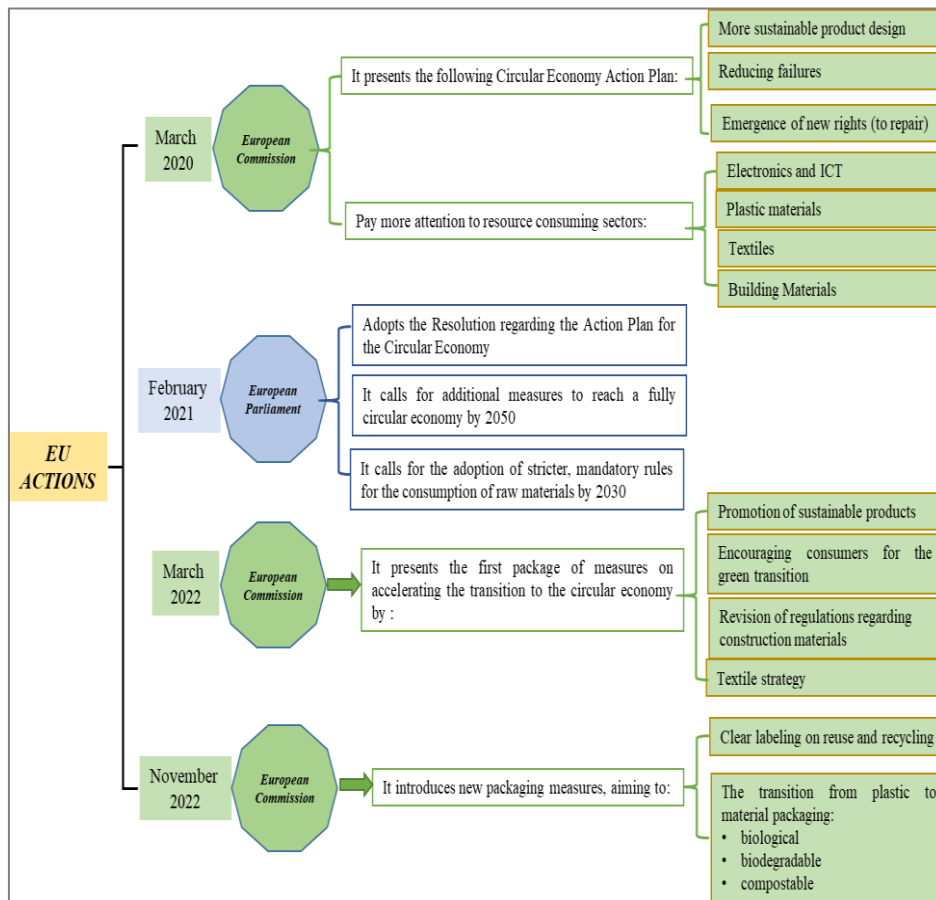 EU
ACTIONS
March
2020
European
Commission
It presents the following Circular Economy Action Plan:
More sustainable product design
Reducing failures
Emergence of new rights (to repair)
Pay more attention to resource consuming sectors:
Electronics and ICT
Plastic materials
Textiles
Building Materials
February
2021
European
Parliament
Adopts the Resolution regarding the Action Plan for
the Circular Economy
It calls for additional measures to reach a fully
circular economy by 2050
It calls for the adoption of stricter, mandatory rules
for the consumption of raw materials by 2030
March
2022
European
Commission
It presents the first package of measures on
accelerating the transition to the circular economy
by :
Promotion of sustainable products
Encouraging consumers for the
green transition
Revision of regulations regarding
construction materials
Textile strategy
November
2022
European
Commission
It introduces new packaging measures, aiming to:
Clear labeling on reuse and recycling
The transition from plastic to
material packaging:
• biological
• biodegradable
• compostable